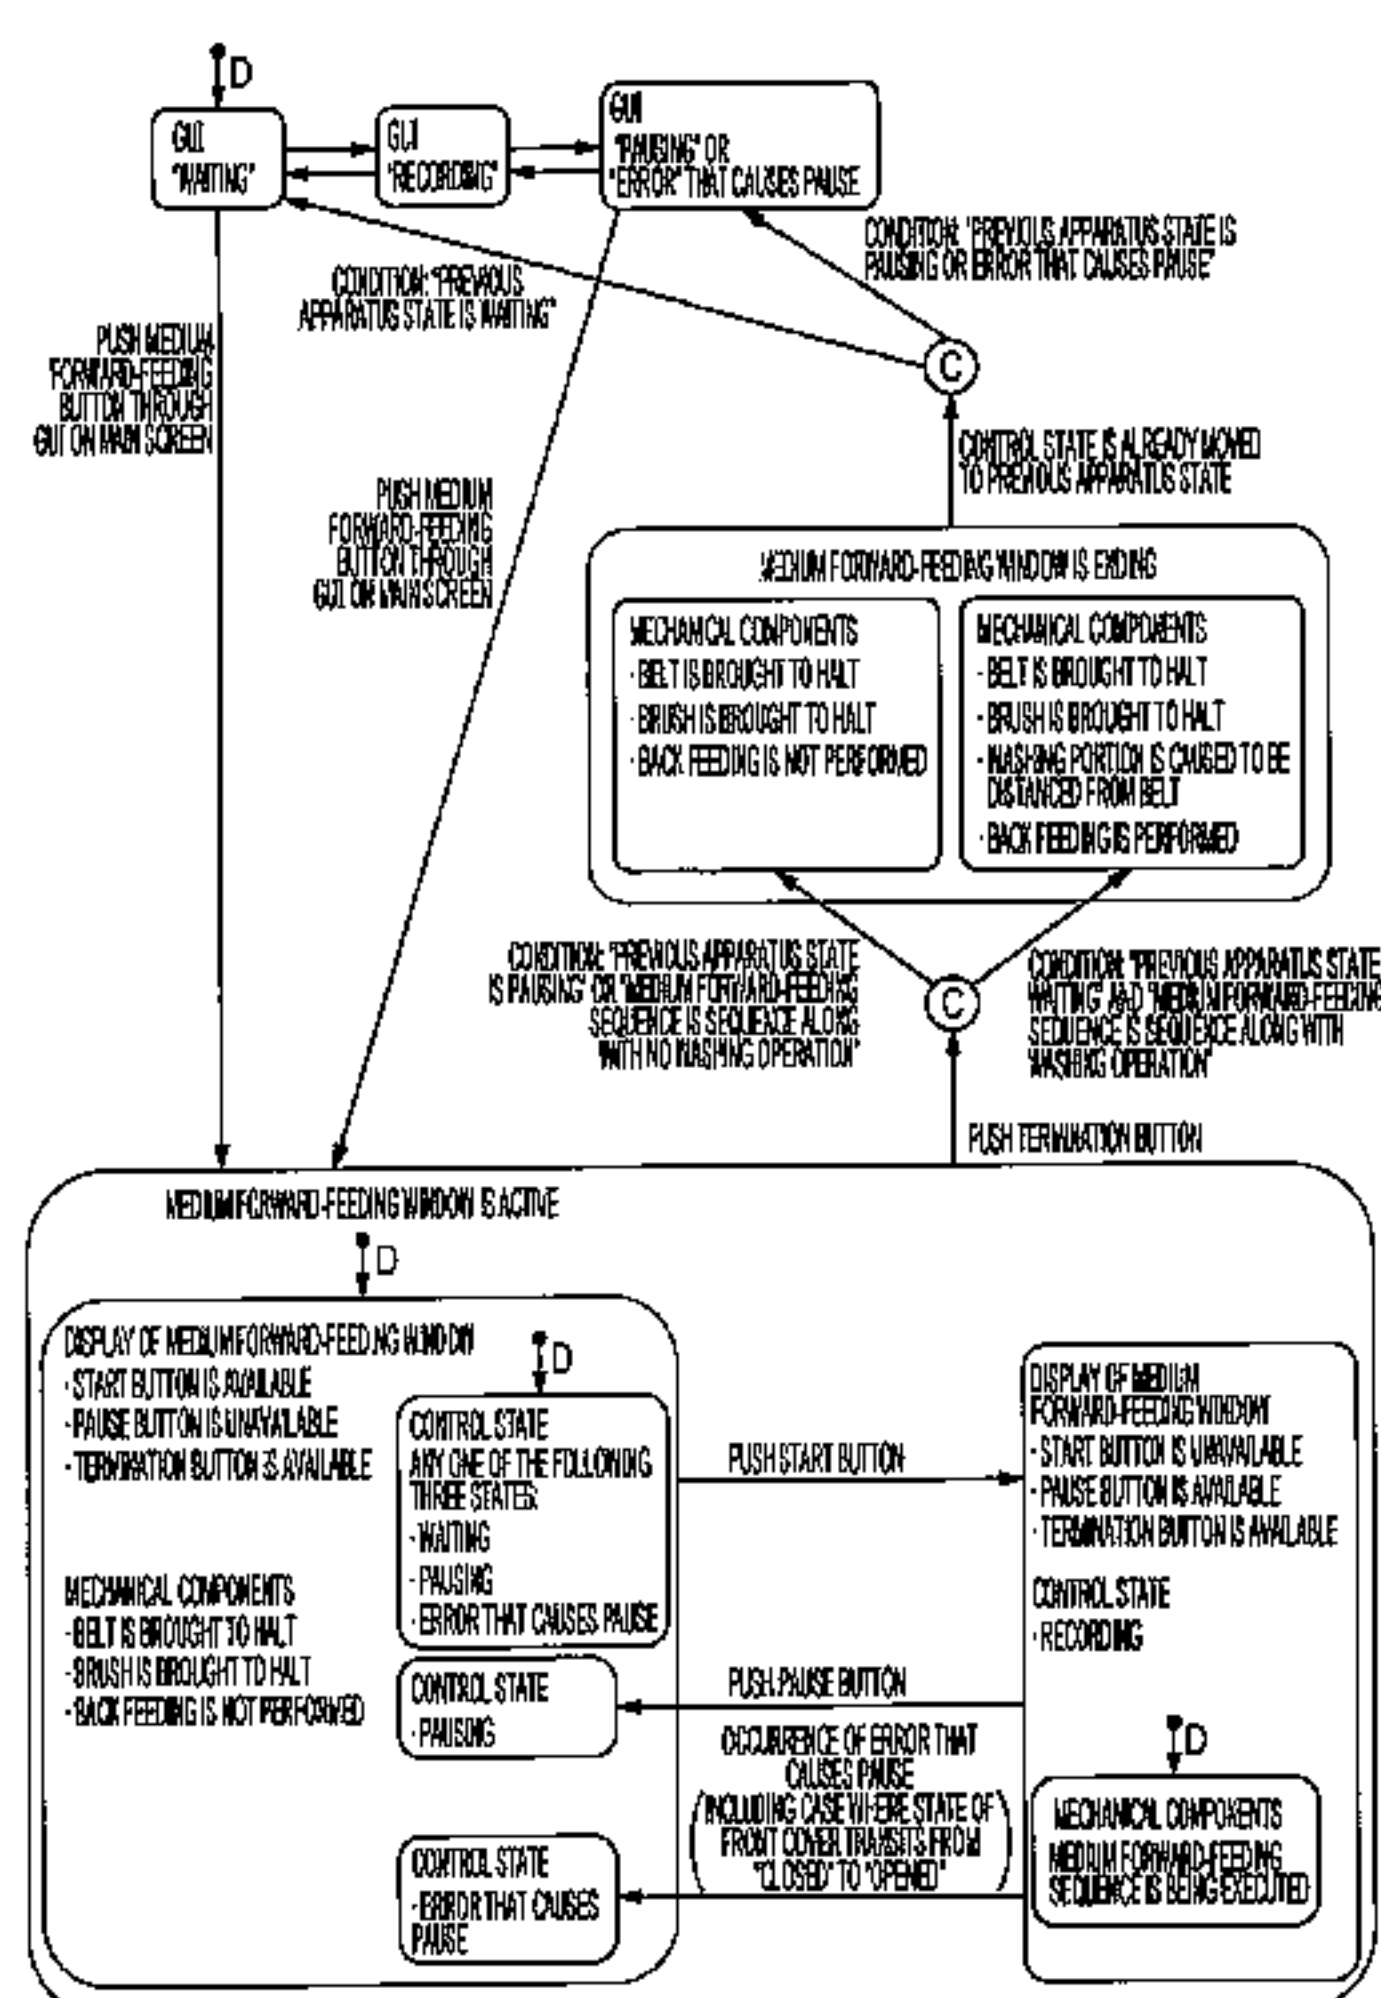 D
GUI
"WAITING"
GUI
"RECORDING"
GUI
"PAUSING" OR
"ERROR" THAT CAUSES PAUSE
CONDITION: "PREVIOUS APPARATUS STATE IS
PAUSING OR ERROR THAT CAUSES PAUSE"
CONDITION: "PREVIOUS
APPARATUS STATE IS WAITING"
PUSH MEDIUM
FORWARD-FEEDING
BUTTON THROUGH
GUI ON MAIN SCREEN
C
CONTROL STATE IS ALREADY MOVED
TO PREVIOUS APPARATUS STATE
PUSH MEDIUM
FORWARD-FEEDING
BUTTON THROUGH
GUI ON MAIN SCREEN
MEDIUM FORWARD-FEEDING WINDOW IS ENDING
MECHANICAL COMPONENTS
- BELT IS BROUGHT TO HALT
- BRUSH IS BROUGHT TO HALT
- BACK FEEDING IS NOT PERFORMED
MECHANICAL COMPONENTS
- BELT IS BROUGHT TO HALT
- BRUSH IS BROUGHT TO HALT
- WASHING PORTION IS CAUSED TO BE
DISTANCED FROM BELT
- BACK FEEDING IS PERFORMED
CONDITION: "PREVIOUS APPARATUS STATE
IS PAUSING" OR "MEDIUM FORWARD-FEEDING
SEQUENCE IS SEQUENCE ALONG
WITH NO WASHING OPERATION"
C
CONDITION: "PREVIOUS APPARATUS STATE
WAITING" AND "MEDIUM FORWARD-FEEDING
SEQUENCE IS SEQUENCE ALONG WITH
WASHING OPERATION"
PUSH TERMINATION BUTTON
MEDIUM FORWARD-FEEDING WINDOW IS ACTIVE
D
DISPLAY OF MEDIUM FORWARD-FEEDING WINDOW
- START BUTTON IS AVAILABLE
- PAUSE BUTTON IS UNAVAILABLE
- TERMINATION BUTTON IS AVAILABLE
MECHANICAL COMPONENTS
- BELT IS BROUGHT TO HALT
- BRUSH IS BROUGHT TO HALT
- BACK FEEDING IS NOT PERFORMED
D
CONTROL STATE
ANY ONE OF THE FOLLOWING
THREE STATES:
- WAITING
- PAUSING
- ERROR THAT CAUSES PAUSE
CONTROL STATE
- PAUSING
CONTROL STATE
- ERROR THAT CAUSES
PAUSE
PUSH START BUTTON
PUSH PAUSE BUTTON
OCCURRENCE OF ERROR THAT
CAUSES PAUSE
(INCLUDING CASE WHERE STATE OF
FRONT COVER TRANSITS FROM
"CLOSED" TO "OPENED")
DISPLAY OF MEDIUM
FORWARD-FEEDING WINDOW
- START BUTTON IS UNAVAILABLE
- PAUSE BUTTON IS AVAILABLE
- TERMINATION BUTTON IS AVAILABLE
CONTROL STATE
- RECORDING
D
MECHANICAL COMPONENTS
MEDIUM FORWARD-FEEDING
SEQUENCE IS BEING EXECUTED